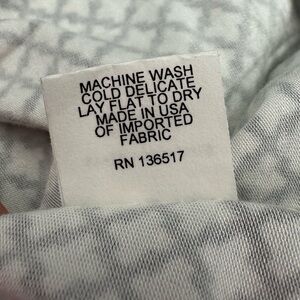 MACHINE WASH
COLD DELICATE
LAY FLAT TO DRY
MADE IN USA
OF IMPORTED
FABRIC
RN 136517